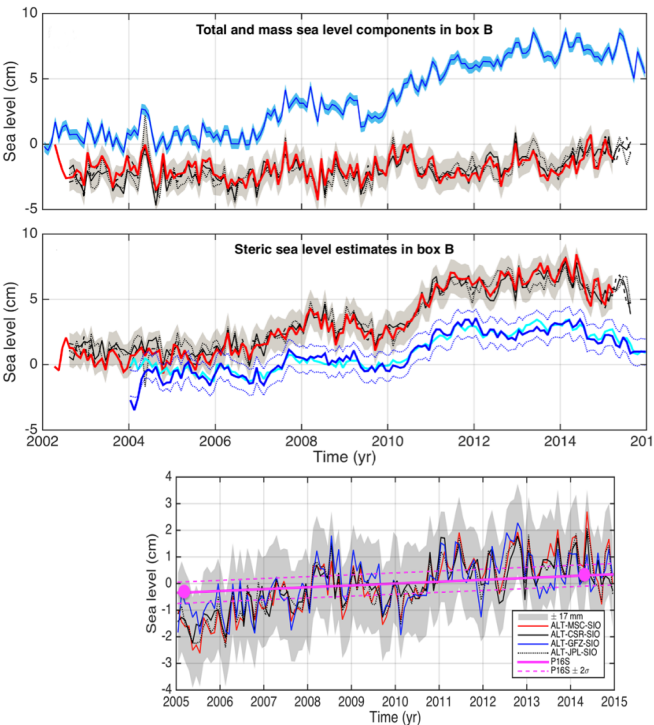 Total and mass sea level components in box B
Sea level (cm)
10
5
0
-5
Steric sea level estimates in box B
Sea level (cm)
10
5
0
-5
2002 2004 2006 2008 2010 2012 2014 201
Time (yr)
Sea level (cm)
4
3
2
1
0
-1
-2
-3
-4
± 17 mm
ALT-MSC-SIO
ALT-CSR-SIO
ALT-GFZ-SIO
ALT-JPL-SIO
P16S
P16S ± 2σ
2005 2006 2007 2008 2009 2010 2011 2012 2013 2014 2015
Time (yr)